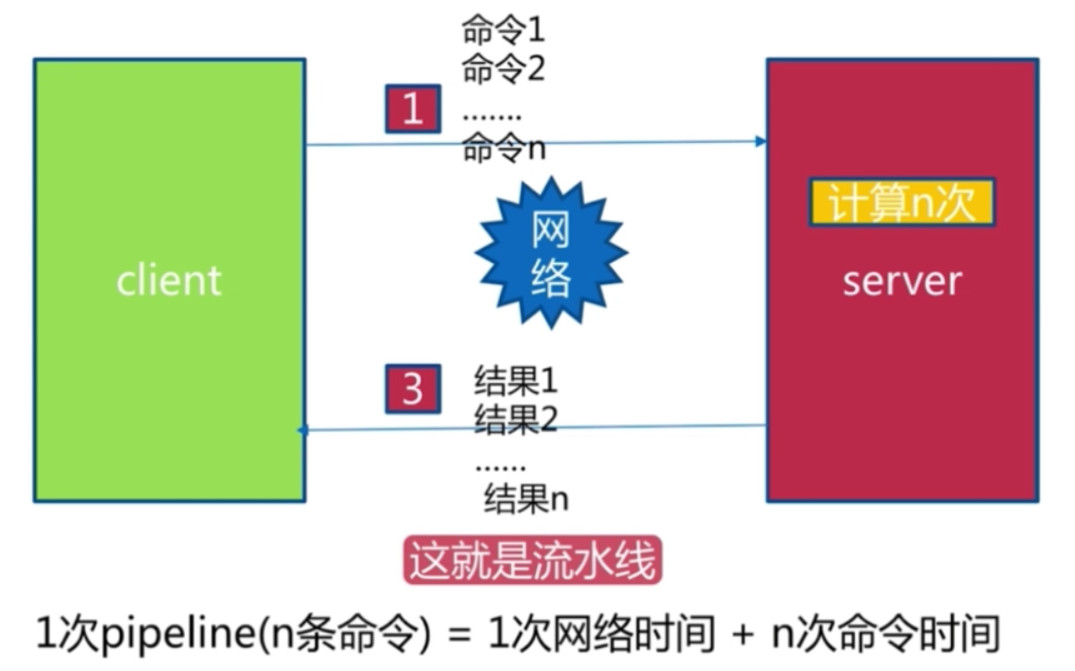 命令1
命令2
.......
命令n
1
计算n次
网
络
client
server
3
结果1
结果2
......
结果n
这就是流水线
1次pipeline(n条命令) = 1次网络时间 + n次命令时间